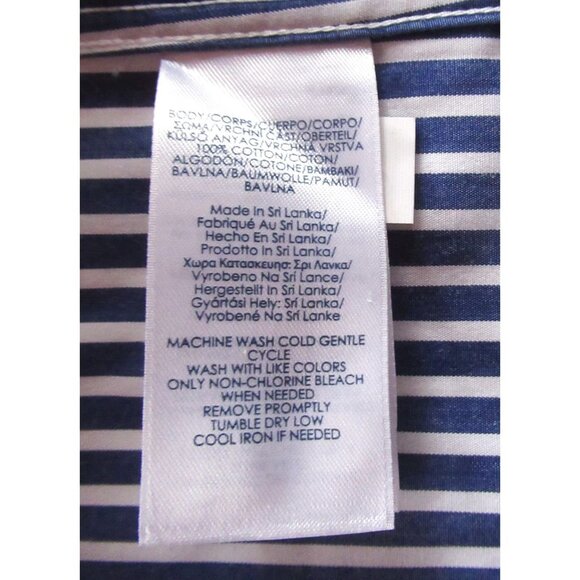 BODY/CORPS/CUERPO/CORPO/
ΣΩΜΑ/VRCHNI CÁST/OBERTEIL/
KÜLSŐ ANYAG/VRCHNÁ VRSTVA
100% COTTON/COTON/
ALGODÓN/COTONE/ΒΑΜΒΑΚΙ/
BAVLNA/BAUMWOLLE/PAMUT/
BAVLNA
Made In Sri Lanka/
Fabriqué Au Sri Lanka/
Hecho En Sri Lanka/
Prodotto In Sri Lanka/
Χωρα Κατασκευησ: Σρι Λανκα/
Vyrobeno Na Srí Lance/
Hergestellt In Sri Lanka/
Gyártási Hely: Srí Lanka/
Vyrobené Na Srí Lanke
MACHINE WASH COLD GENTLE
CYCLE
WASH WITH LIKE COLORS
ONLY NON-CHLORINE BLEACH
WHEN NEEDED
REMOVE PROMPTLY
TUMBLE DRY LOW
COOL IRON IF NEEDED